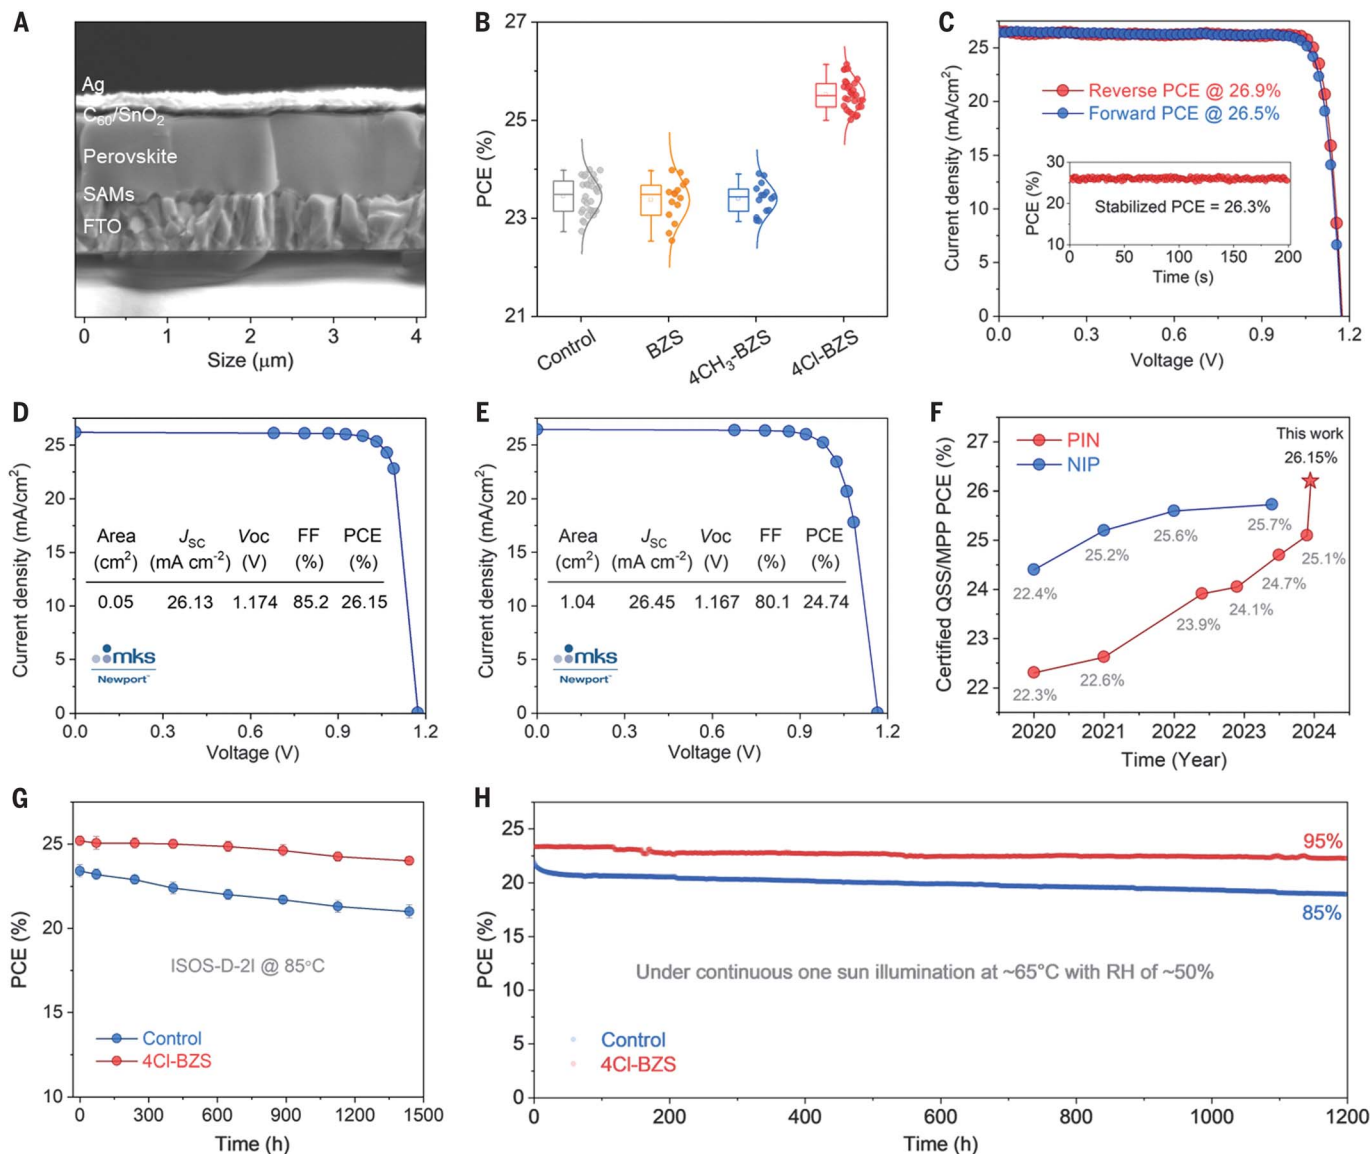 A
Ag
C60/SnO2
Perovskite
SAMs
FTO
0 1 2 3 4
Size (μm)
B
PCE (%)
27
25
23
21
Control
BZS
4CH3-BZS
4Cl-BZS
C
Current density (mA/cm2)
25
20
15
10
5
0
Reverse PCE @ 26.9%
Forward PCE @ 26.5%
PCE (%)
30
20
10
Stabilized PCE = 26.3%
0 50 100 150 200
Time (s)
0.0 0.3 0.6 0.9 1.2
Voltage (V)
D
Current density (mA/cm2)
25
20
15
10
5
0
Area JSC Voc FF PCE
(cm2) (mA cm-2) (V) (%) (%)
0.05 26.13 1.174 85.2 26.15
mks
Newport™
0.0 0.3 0.6 0.9 1.2
Voltage (V)
E
Current density (mA/cm2)
25
20
15
10
5
0
Area JSC Voc FF PCE
(cm2) (mA cm-2) (V) (%) (%)
1.04 26.45 1.167 80.1 24.74
mks
Newport™
0.0 0.3 0.6 0.9 1.2
Voltage (V)
F
Certified QSS/MPP PCE (%)
27
26
25
24
23
22
PIN
NIP
This work
26.15%
22.4%
25.2%
25.6%
25.7%
25.1%
24.7%
24.1%
23.9%
22.6%
22.3%
2020 2021 2022 2023 2024
Time (Year)
G
PCE (%)
25
20
15
10
ISOS-D-2I @ 85°C
Control
4Cl-BZS
0 300 600 900 1200 1500
Time (h)
H
PCE (%)
25
20
15
10
5
0
95%
85%
Under continuous one sun illumination at ~65°C with RH of ~50%
Control
4Cl-BZS
0 200 400 600 800 1000 1200
Time (h)